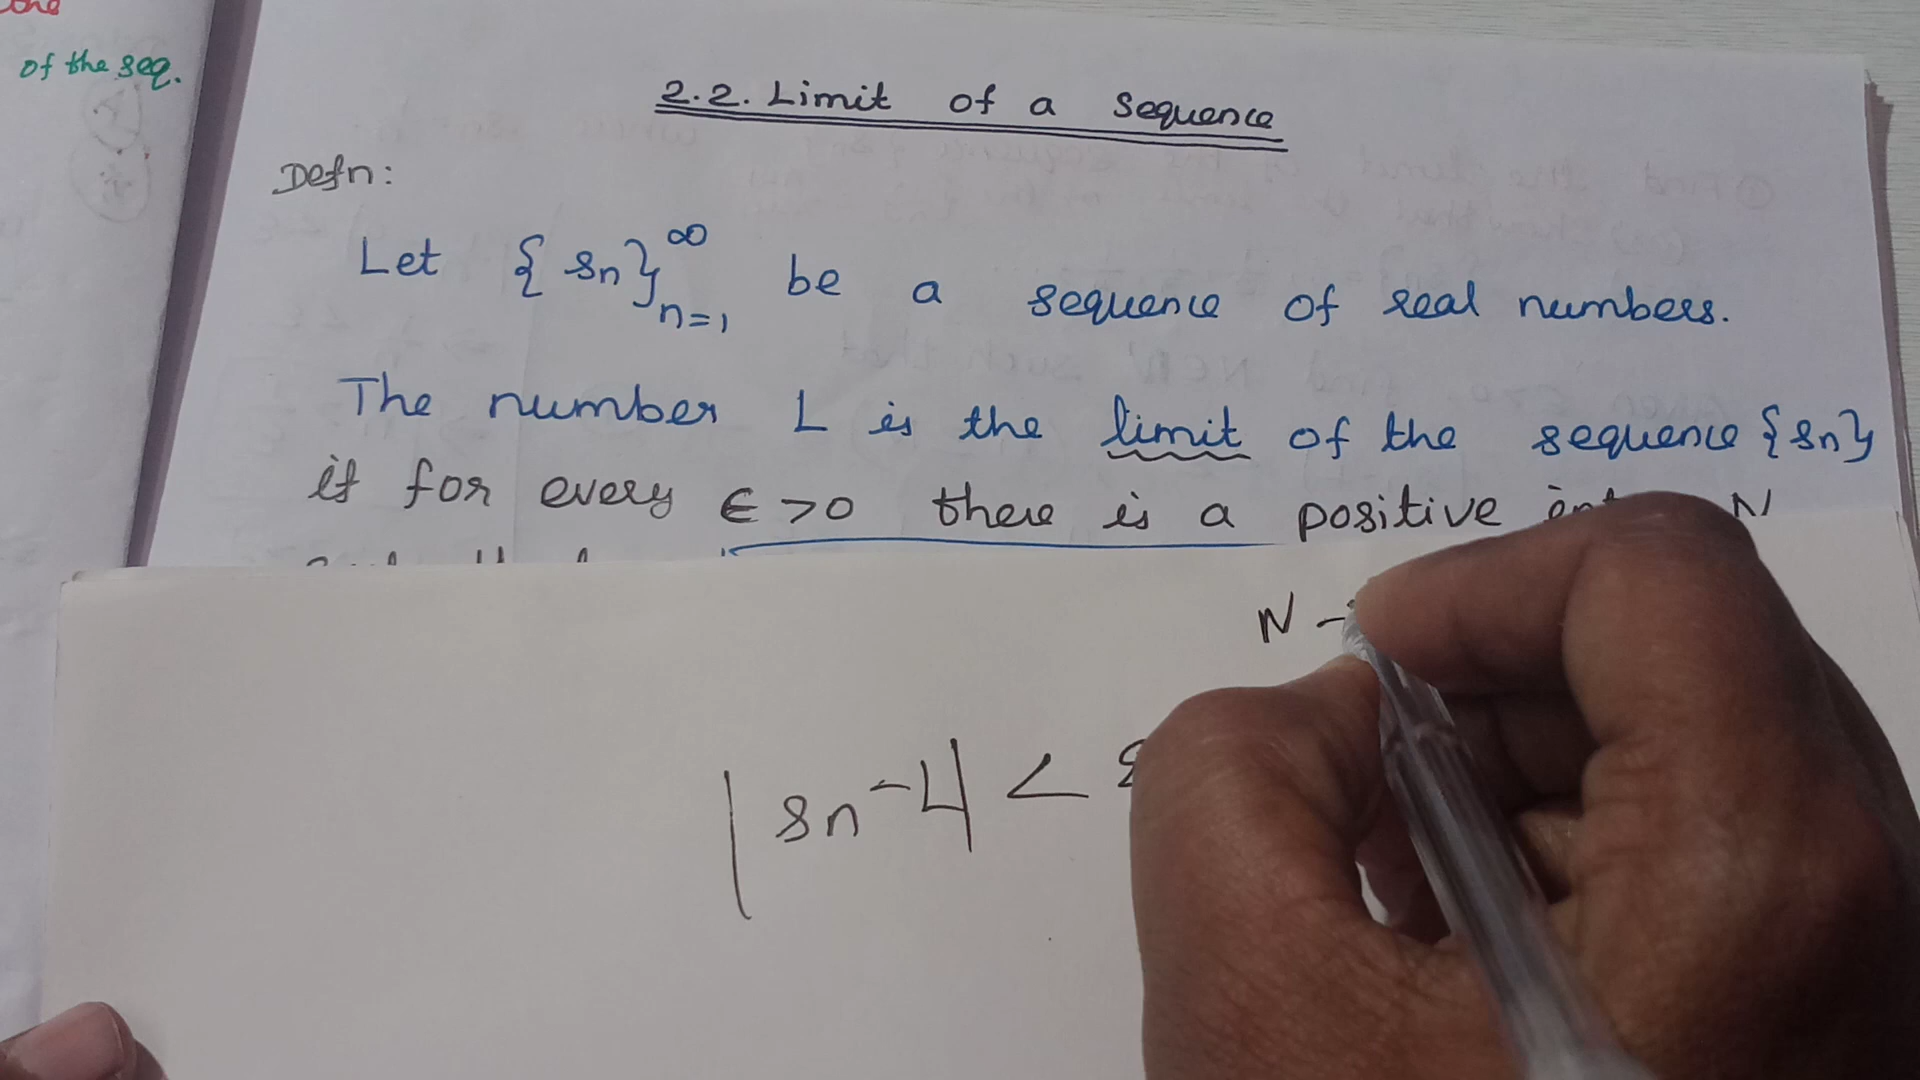 the
of the seq.
2.2. Limit of a Sequence
Defn:
Let {sn}∞n=1 be a sequence of real numbers.
The number L is the limit of the sequence {sn}
if for every ϵ>0 there is a positive N
N -
|sn-L| <